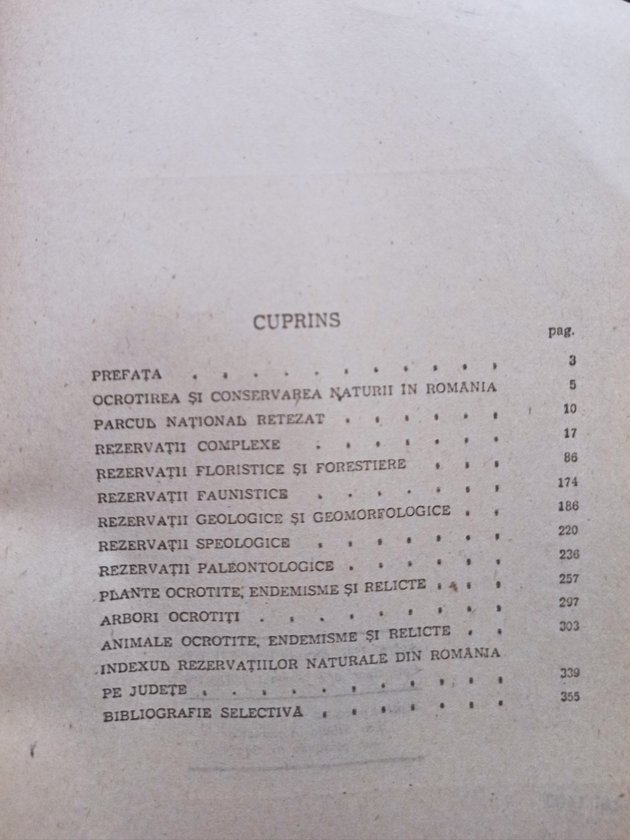 CUPRINS
pag.
PREFAȚA . . . . . . . . . . . 3
OCROTIREA ȘI CONSERVAREA NATURII IN ROMANIA 5
PARCUL NAȚIONAL RETEZAT . . . . . . 10
REZERVAȚII COMPLEXE . . . . . . . 17
REZERVAȚII FLORISTICE ȘI FORESTIERE . . . 86
REZERVAȚII FAUNISTICE . . . . . . . 174
REZERVAȚII GEOLOGICE ȘI GEOMORFOLOGICE . . 186
REZERVAȚII SPEOLOGICE . . . . . . . 220
REZERVAȚII PALEONTOLOGICE . . . . . . 236
PLANTE OCROTITE, ENDEMISME ȘI RELICTE . . . . 257
ARBORI OCROTIȚI . . . . . . . . . 297
ANIMALE OCROTITE, ENDEMISME ȘI RELICTE . . 303
INDEXUL REZERVAȚIILOR NATURALE DIN ROMANIA
PE JUDEȚE . . . . . . . . . . . 339
BIBLIOGRAFIE SELECTIVA . . . . . . . 355